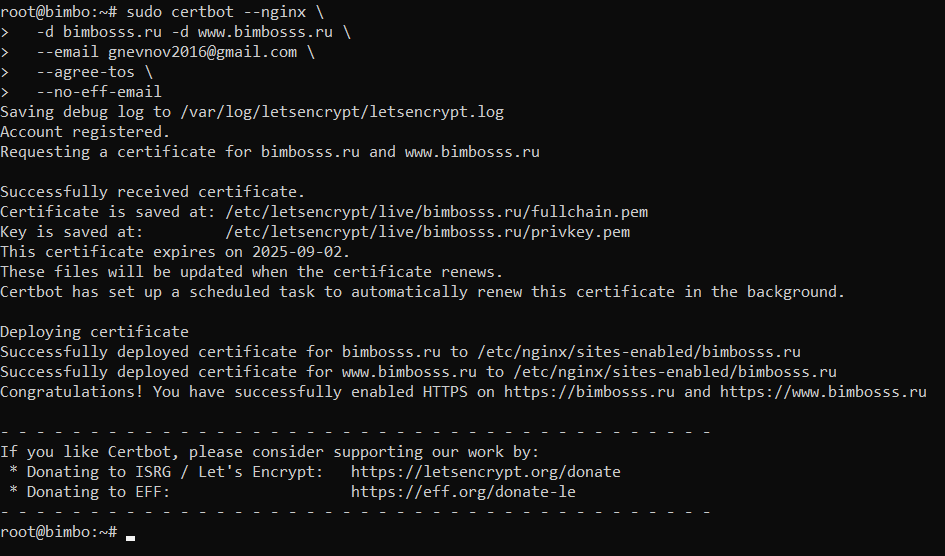 root@bimbo:~# sudo certbot --nginx \
>   -d bimbosss.ru -d www.bimbosss.ru \
>   --email gnevnov2016@gmail.com \
>   --agree-tos \
>   --no-eff-email
Saving debug log to /var/log/letsencrypt/letsencrypt.log
Account registered.
Requesting a certificate for bimbosss.ru and www.bimbosss.ru

Successfully received certificate.
Certificate is saved at: /etc/letsencrypt/live/bimbosss.ru/fullchain.pem
Key is saved at:         /etc/letsencrypt/live/bimbosss.ru/privkey.pem
This certificate expires on 2025-09-02.
These files will be updated when the certificate renews.
Certbot has set up a scheduled task to automatically renew this certificate in the background.

Deploying certificate
Successfully deployed certificate for bimbosss.ru to /etc/nginx/sites-enabled/bimbosss.ru
Successfully deployed certificate for www.bimbosss.ru to /etc/nginx/sites-enabled/bimbosss.ru
Congratulations! You have successfully enabled HTTPS on https://bimbosss.ru and https://www.bimbosss.ru

- - - - - - - - - - - - - - - - - - - - - - - - - - - - - - - - - - - - - - - -
If you like Certbot, please consider supporting our work by:
 * Donating to ISRG / Let's Encrypt:   https://letsencrypt.org/donate
 * Donating to EFF:                    https://eff.org/donate-le
- - - - - - - - - - - - - - - - - - - - - - - - - - - - - - - - - - - - - - - -
root@bimbo:~#